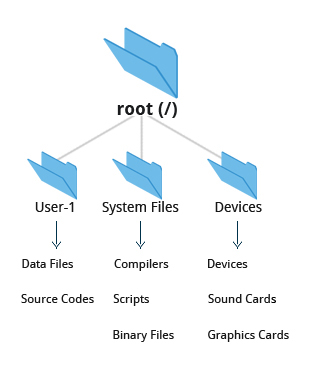 root (/)
User-1
System Files
Devices
Data Files
Compilers
Devices
Source Codes
Scripts
Sound Cards
Binary Files
Graphics Cards